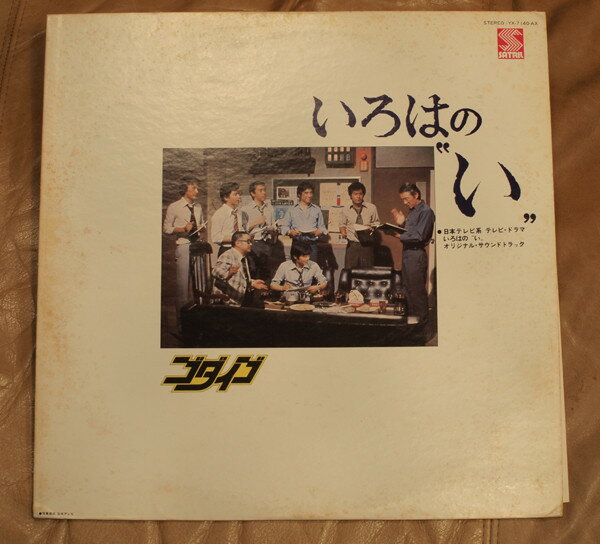 STEREO YX-7140-AX
SATRIL
いろはの
“い”
●日本テレビ系 テレビ・ドラマ
いろはの“い”
オリジナル・サウンドトラック
ゴダイゴ